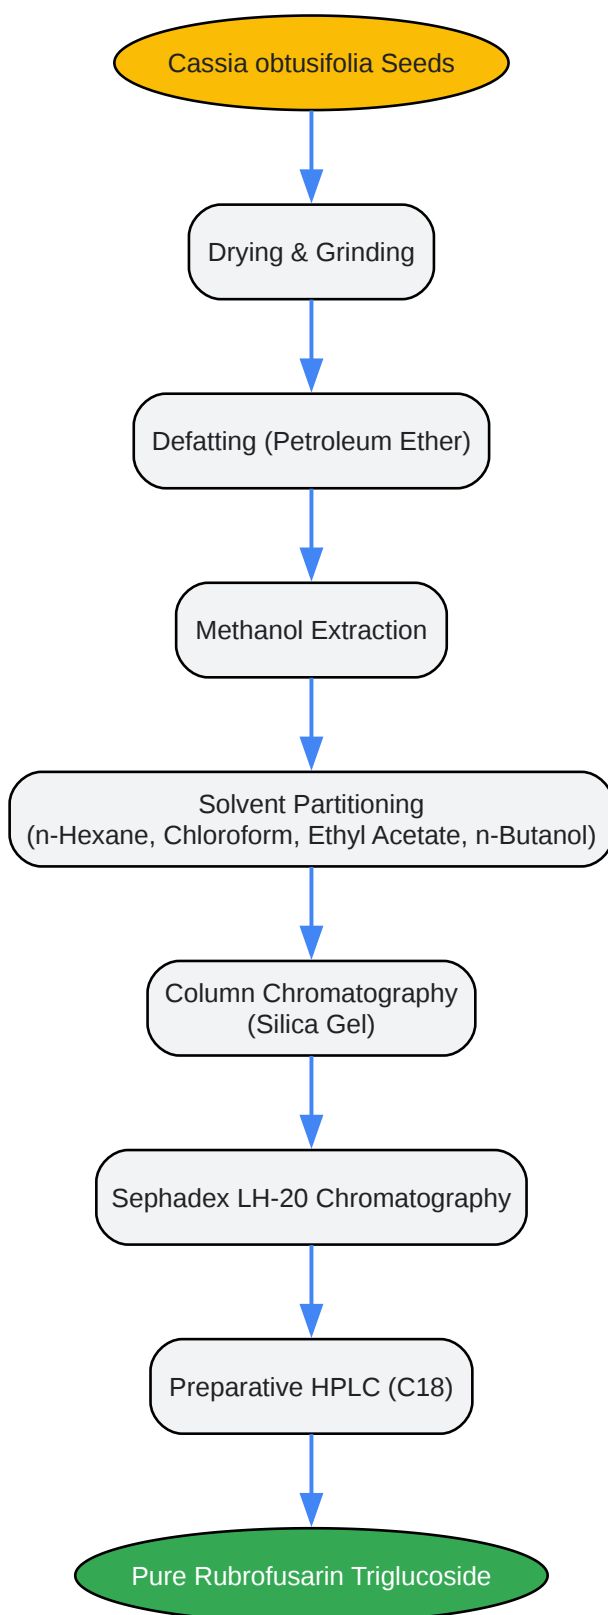 Cassia obtusifolia Seeds
Drying & Grinding
Defatting (Petroleum Ether)
Methanol Extraction
Solvent Partitioning
(n-Hexane, Chloroform, Ethyl Acetate, n-Butanol)
Column Chromatography
(Silica Gel)
Sephadex LH-20 Chromatography
Preparative HPLC (C18)
Pure Rubrofusarin Triglucoside